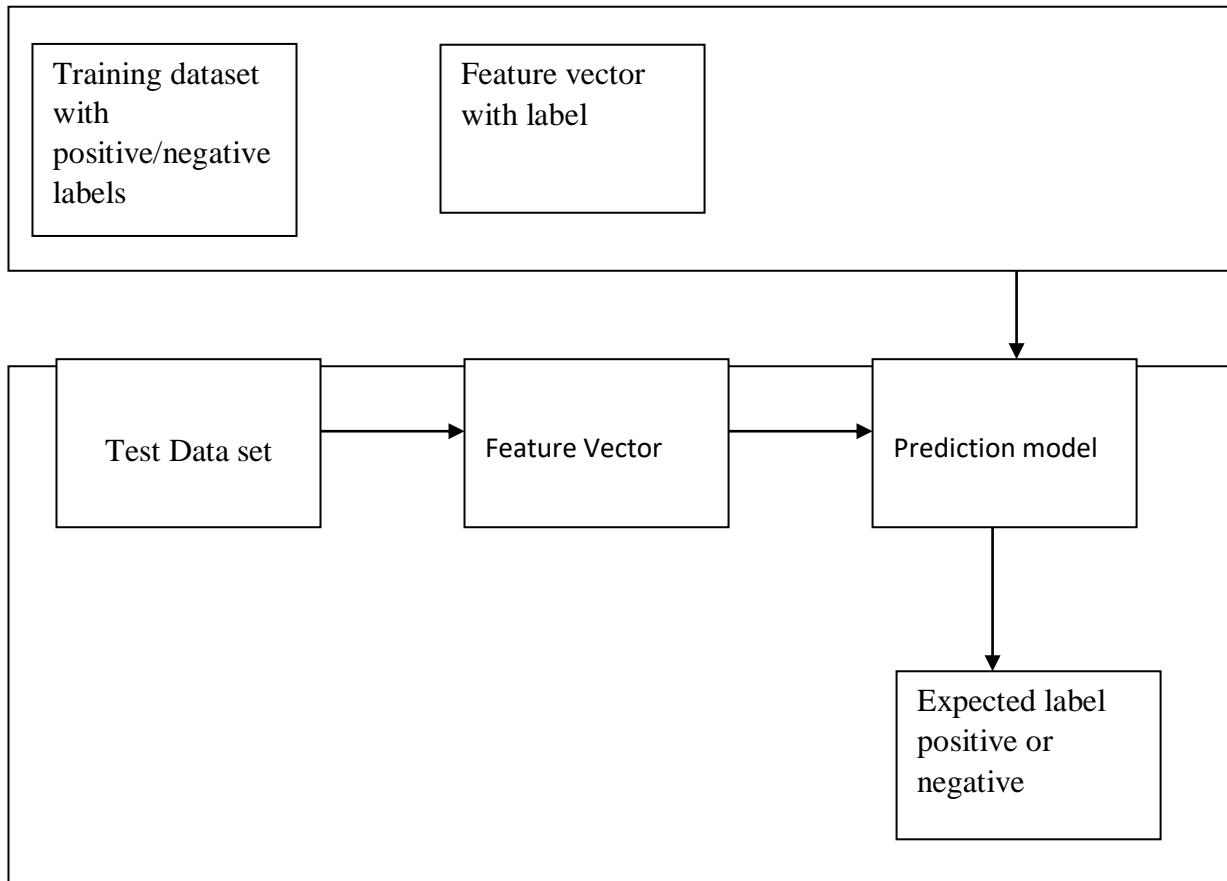 Training dataset
with
positive/negative
labels
Feature vector
with label
Test Data set
Feature Vector
Prediction model
Expected label
positive or
negative